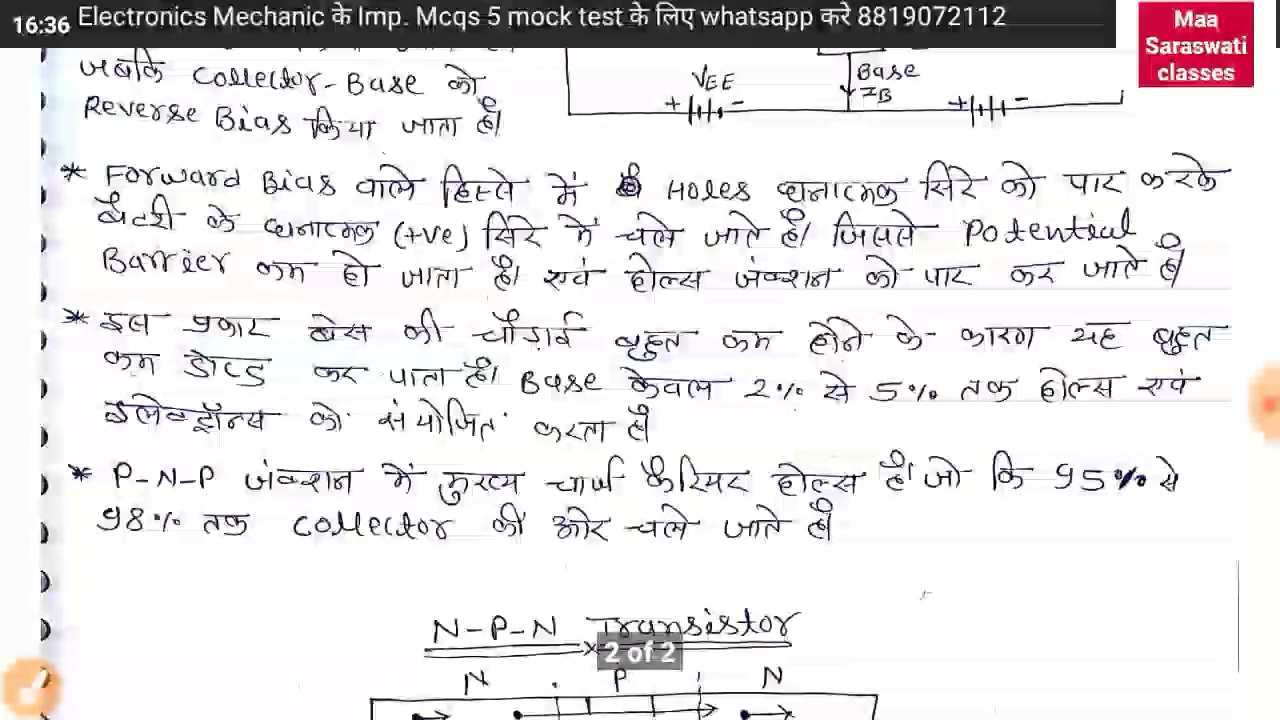 16:36 Electronics Mechanic के Imp. Mcqs 5 mock test के लिए whatsapp करे 8819072112
Maa
Saraswati
classes
जबकि Collector-Base को
Reverse Bias किया जाता है।
VEE
+ -
Base
IB
+ -
* Forward Bias वाले हिस्से में Holes धनात्मक सिरे को पार करके
बैटरी के धनात्मक (+ve) सिरे में चले जाते है। जिससे Potential
Barrier कम हो जाता है। एवं होल्स जंक्शन को पार कर जाते है।
* इस प्रकार बेस की चौड़ाई बहुत कम होने के कारण यह बहुत
कम होल्ड कर पाता है। Base केवल 2% से 5% तक होल्स एवं
इलेक्ट्रॉन्स को संयोजित करता है।
* P-N-P जंक्शन में मुख्य चार्ज कैरियर होल्स है। जो कि 95% से
98% तक Collector की ओर चले जाते है।
N-P-N Transistor
2 of 2
N P N